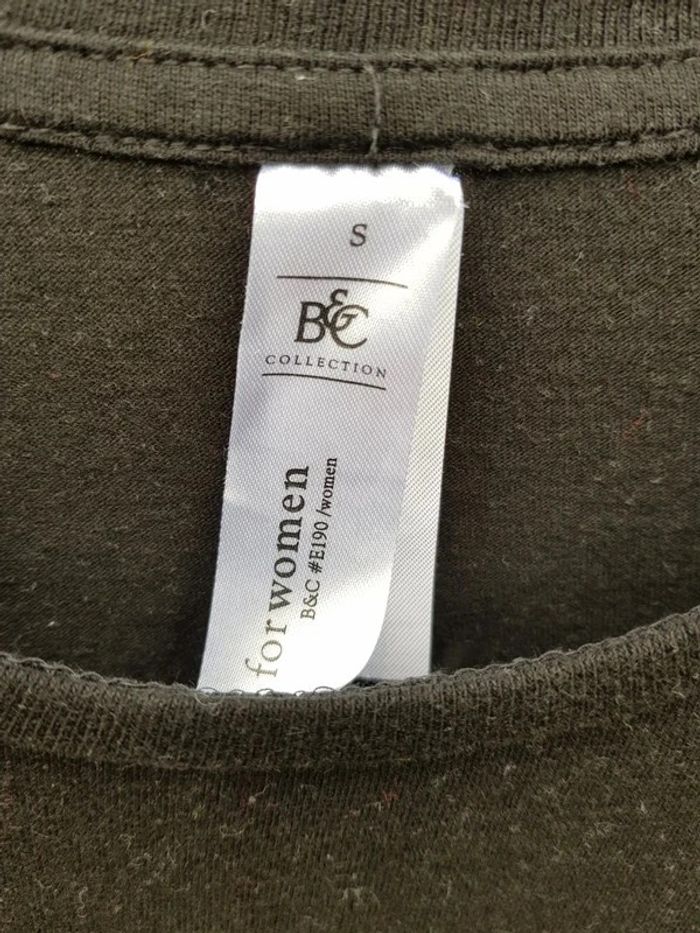 S
B&C
COLLECTION
for women
B&C #E190 /women